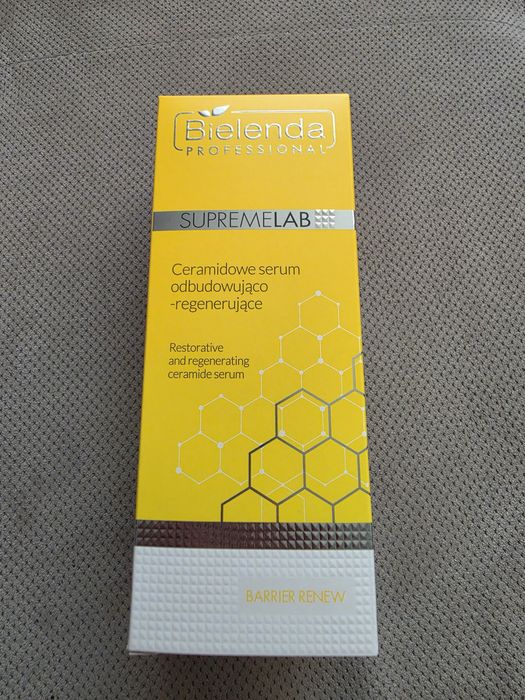 Bielenda
PROFESSIONAL
SUPREMELAB
Ceramidowe serum
odbudowująco
-regenerujące
Restorative
and regenerating
ceramide serum
BARRIER RENEW